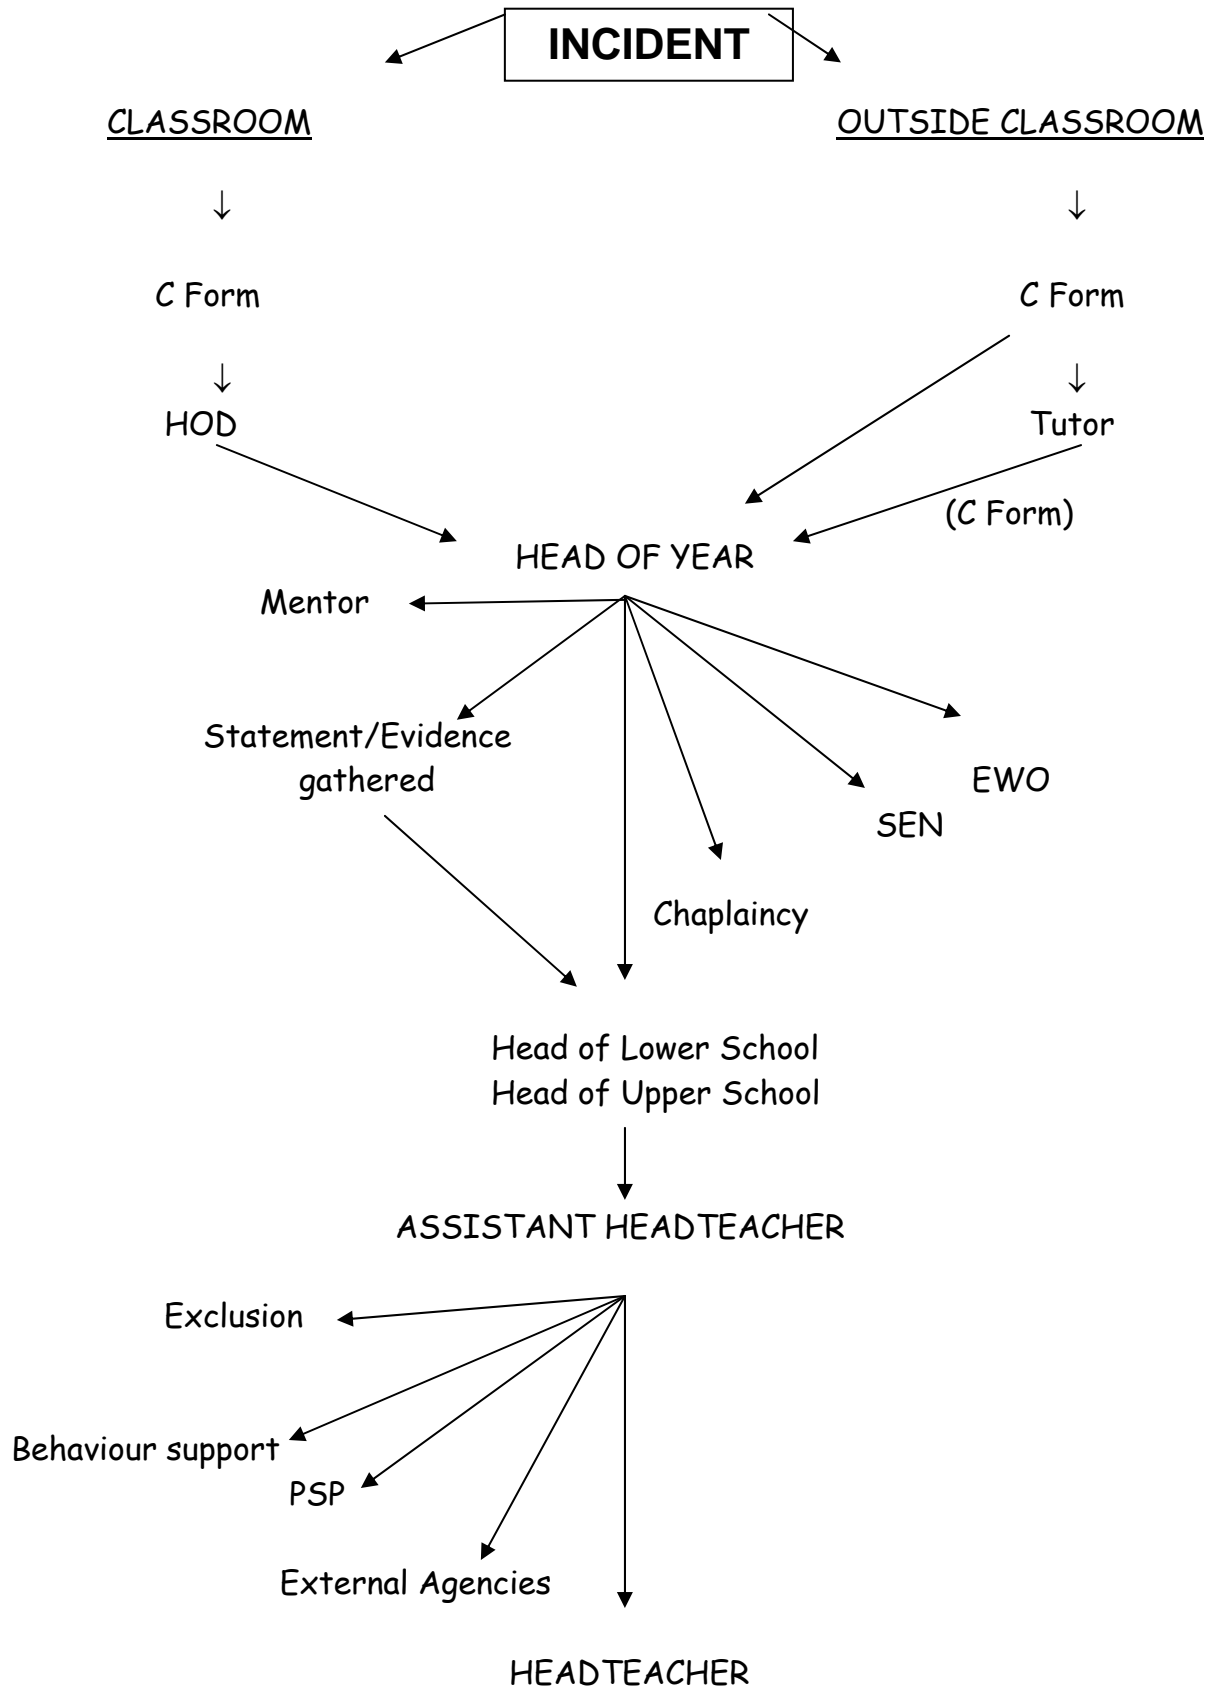 INCIDENT
CLASSROOM
OUTSIDE CLASSROOM
↓
↓
C Form
C Form
↓
↓
HOD
Tutor
(C Form)
HEAD OF YEAR
Mentor
Statement/Evidence
gathered
EWO
SEN
Chaplaincy
Head of Lower School
Head of Upper School
ASSISTANT HEADTEACHER
Exclusion
Behaviour support
PSP
External Agencies
HEADTEACHER